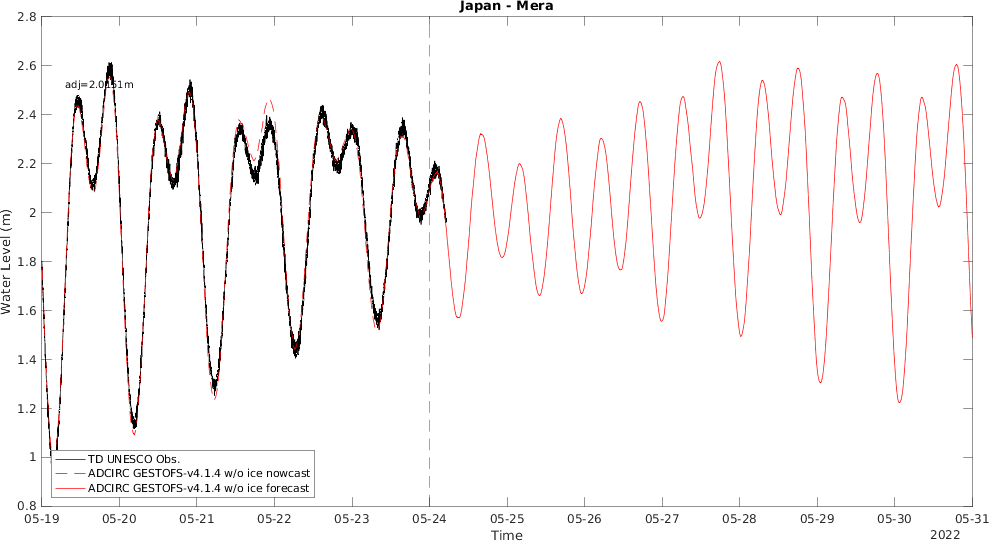 Japan - Mera
2.8
2.6
2.4
2.2
2
1.8
1.6
1.4
1.2
1
0.8
Water Level (m)
TD UNESCO Obs.
ADCIRC GESTOFS-v4.1.4 w/o ice nowcast
ADCIRC GESTOFS-v4.1.4 w/o ice forecast
05-19 05-20 05-21 05-22 05-23 05-24 05-25 05-26 05-27 05-28 05-29 05-30 05-31
Time
2022